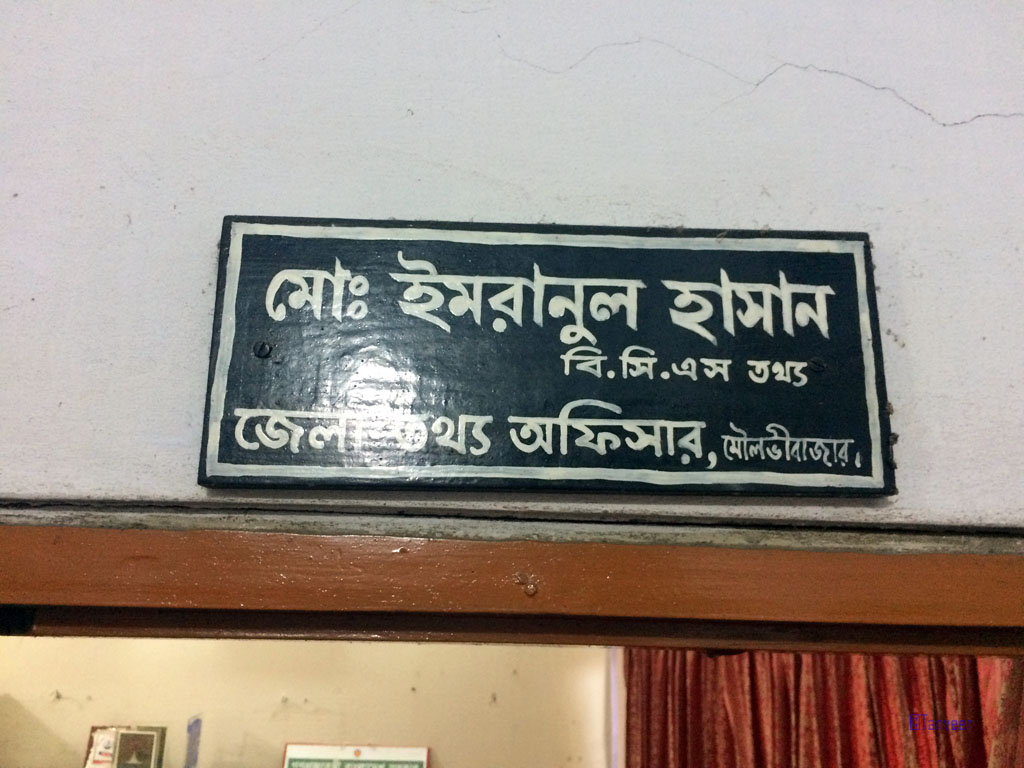 মোঃ ইমরানুল হাসান
বি.সি.এস তথ্য
জেলা তথ্য অফিসার, মৌলভীবাজার.